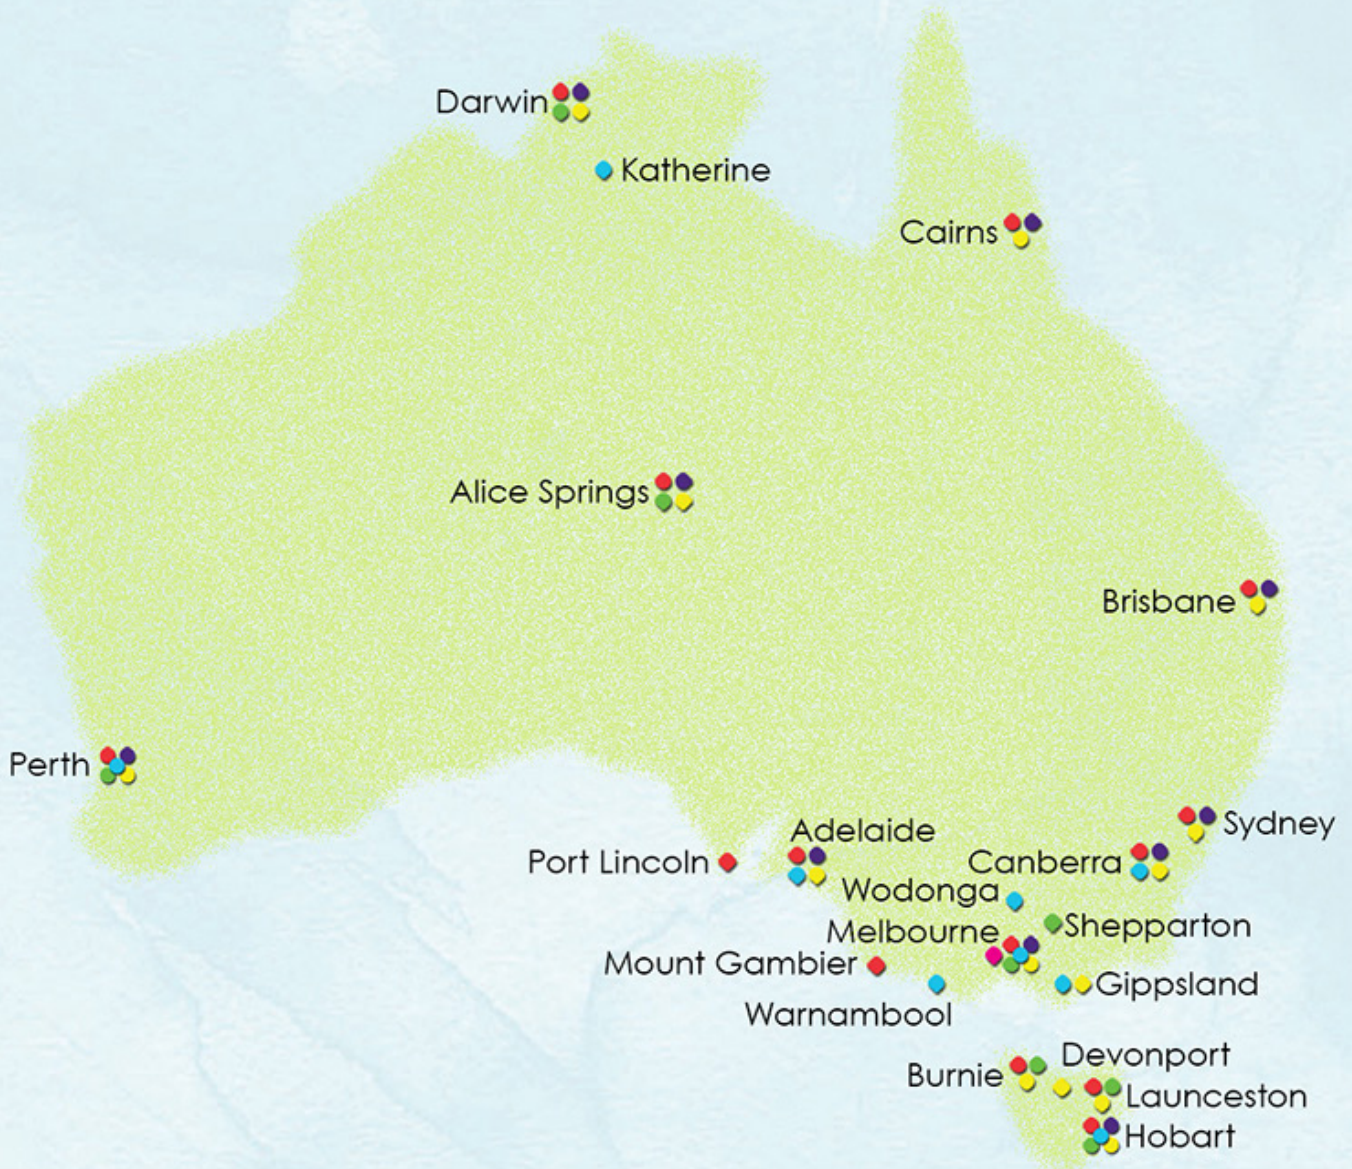 Darwin
Katherine
Cairns
Alice Springs
Brisbane
Perth
Sydney
Adelaide
Port Lincoln
Canberra
Wodonga
Shepparton
Melbourne
Mount Gambier
Gippsland
Warnambool
Devonport
Burnie
Launceston
Hobart